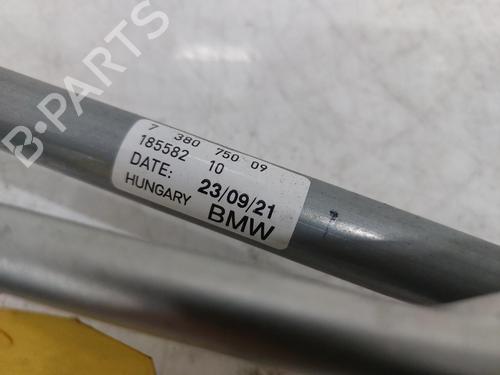 B-PARTS
7 380 750 09
185582 10
DATE: 23/09/21
HUNGARY BMW